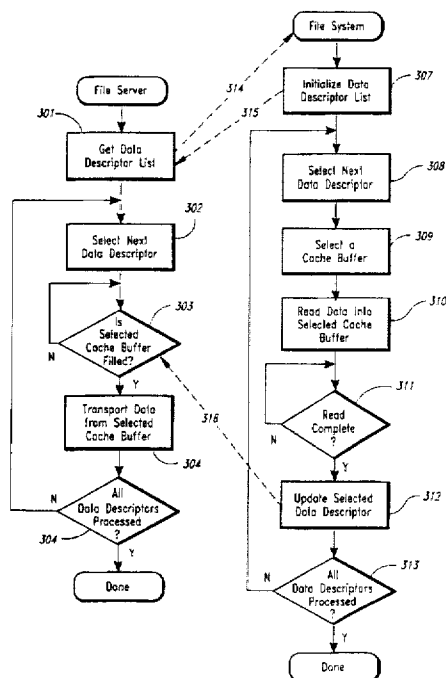 File Server
301
Get Data
Descriptor List
302
Select Next
Data Descriptor
303
Is
Selected
Cache Buffer
Filled?
N
Y
Transport Data
from Selected
Cache Buffer
304
All
Data Descriptors
Processed
?
N
304
Y
Done
314
315
316
File System
Initialize Data
Descriptor List
307
Select Next
Data Descriptor
308
Select a
Cache Buffer
309
Read Data into
Selected Cache
Buffer
310
311
Read
Complete
?
N
Y
Update Selected
Data Descriptor
312
313
All
Data Descriptors
Processed
?
N
Y
Done